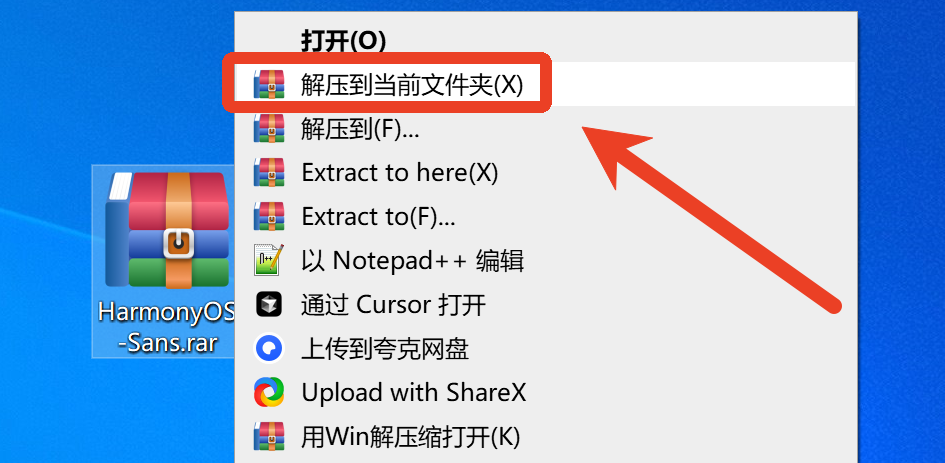 打开(O)
解压到当前文件夹(X)
解压到(F)...
Extract to here(X)
Extract to(F)...
以 Notepad++ 编辑
通过 Cursor 打开
上传到夸克网盘
Upload with ShareX
用Win解压缩打开(K)
HarmonyOS
-Sans.rar